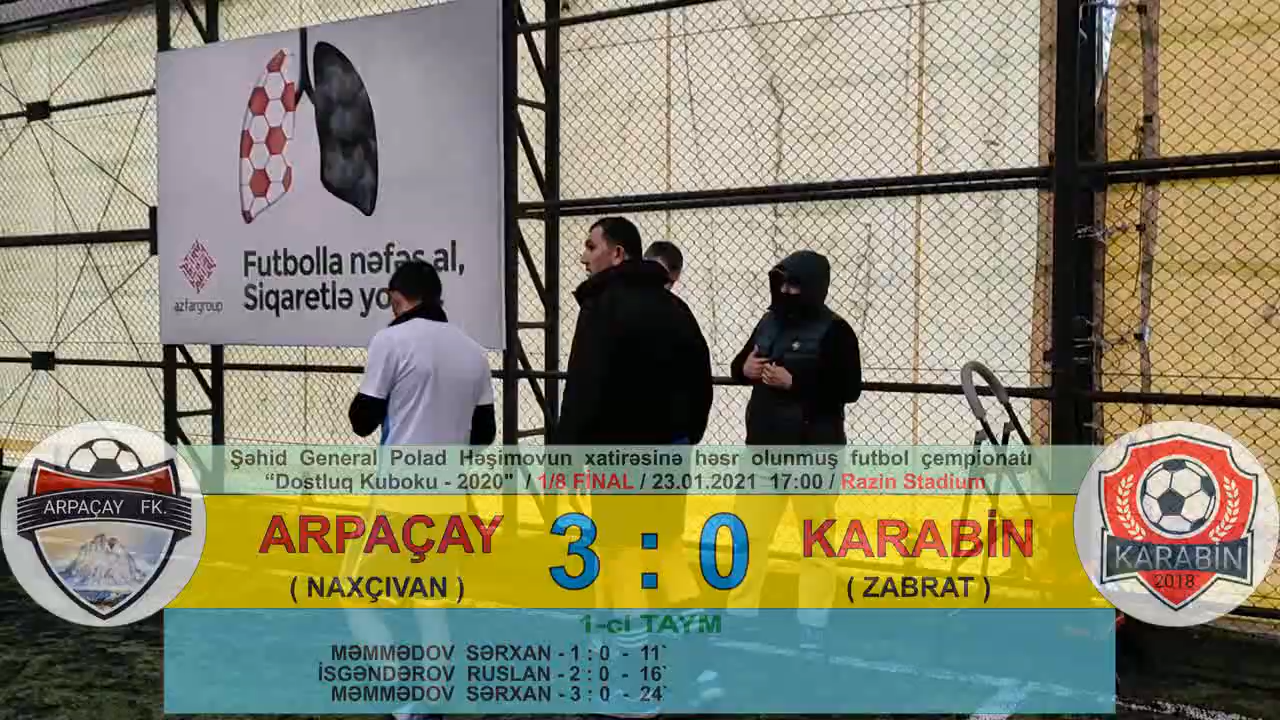 Futbolla nəfəs al,
Siqaretlə yo
azfargroup
Şəhid General Polad Həşimovun xatirəsinə həsr olunmuş futbol çempionatı
“Dostluq Kuboku - 2020" / 1/8 FİNAL / 23.01.2021 17:00 / Razin Stadium
ARPAÇAY FK.
ARPAÇAY 3 : 0 KARABİN
( NAXÇIVAN ) ( ZABRAT )
KARABİN
2018
1-ci TAYM
MƏMMƏDOV SƏRXAN - 1 : 0 - 11`
İSGƏNDƏROV RUSLAN - 2 : 0 - 16`
MƏMMƏDOV SƏRXAN - 3 : 0 - 24`